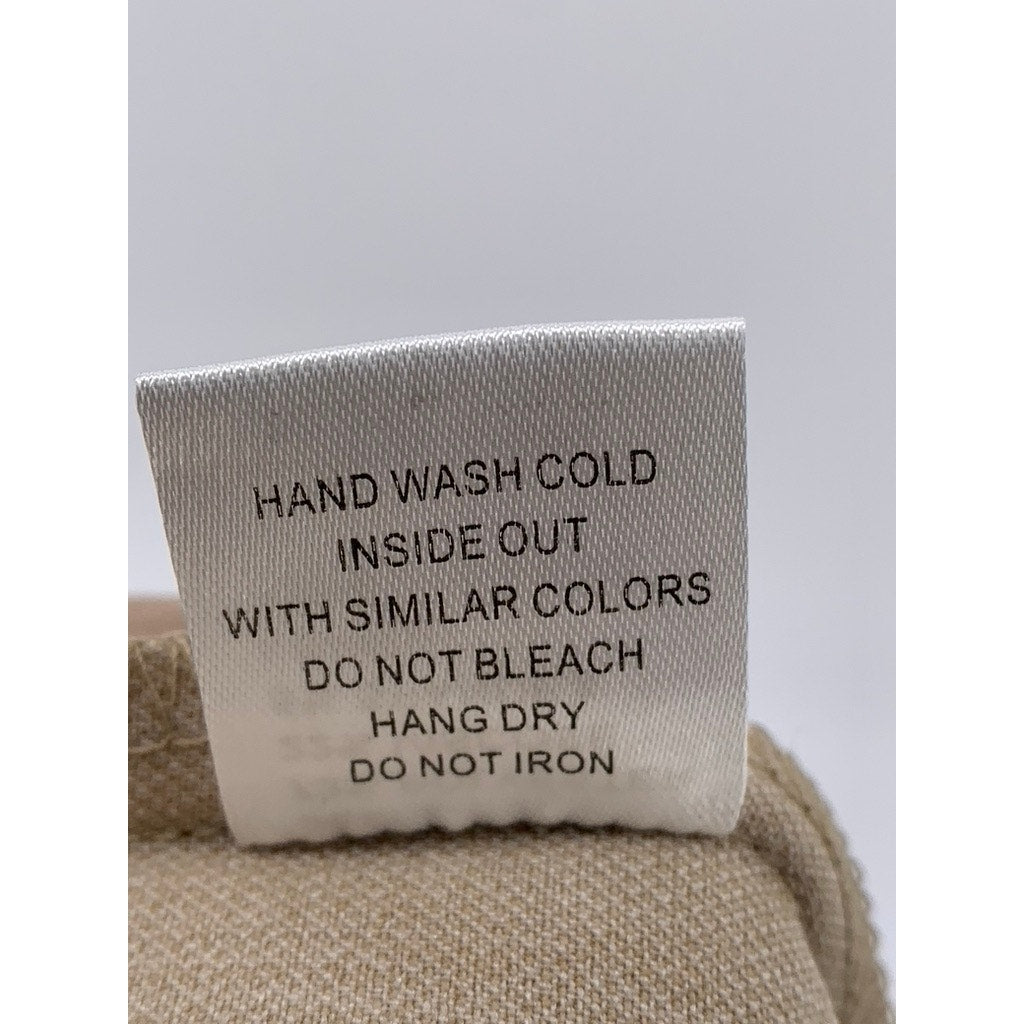 HAND WASH COLD
INSIDE OUT
WITH SIMILAR COLORS
DO NOT BLEACH
HANG DRY
DO NOT IRON